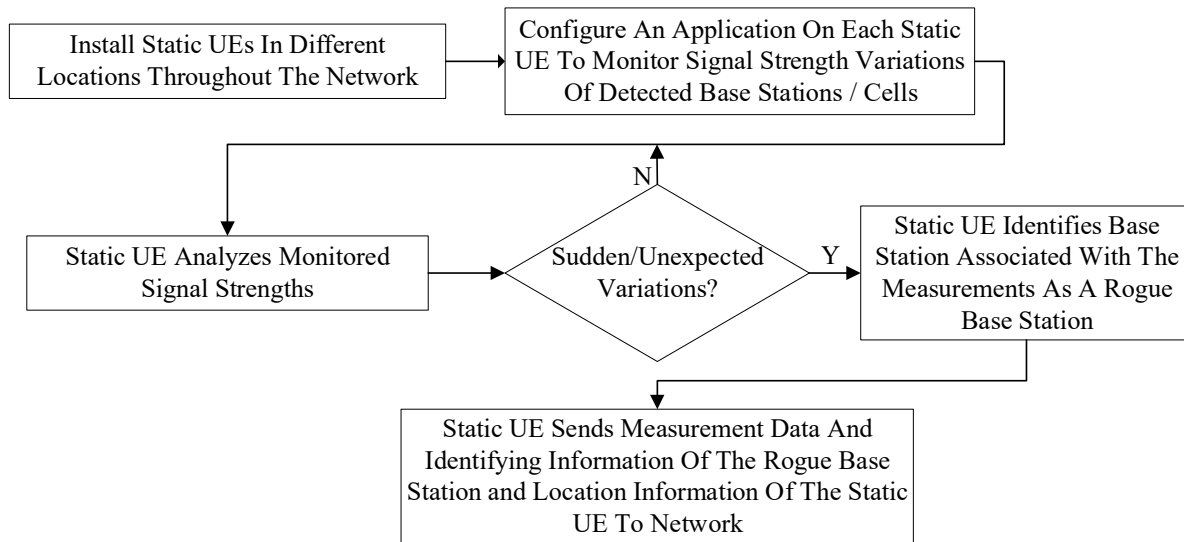 Install Static UEs In Different
Locations Throughout The Network
Configure An Application On Each Static
UE To Monitor Signal Strength Variations
Of Detected Base Stations / Cells
Static UE Analyzes Monitored
Signal Strengths
N
Sudden/Unexpected
Variations?
Y
Static UE Identifies Base
Station Associated With The
Measurements As A Rogue
Base Station
Static UE Sends Measurement Data And
Identifying Information Of The Rogue Base
Station and Location Information Of The Static
UE To Network